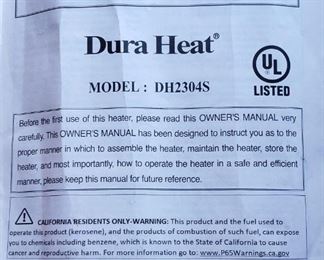 Dura Heat®
UL
LISTED
MODEL : DH2304S
Before the first use of this heater, please read this OWNER'S MANUAL very
carefully. This OWNER'S MANUAL has been designed to instruct you as to the
proper manner in which to assemble the heater, maintain the heater, store the
heater, and most importantly, how to operate the heater in a safe and efficient
manner, please keep this manual for future reference.
CALIFORNIA RESIDENTS ONLY-WARNING: This product and the fuel used to
operate this product (kerosene), and the products of combustion of such fuel, can expose
you to chemicals including benzene, which is known to the State of California to cause
cancer and reproductive harm. For more information go to: www.P65Warnings.ca.gov